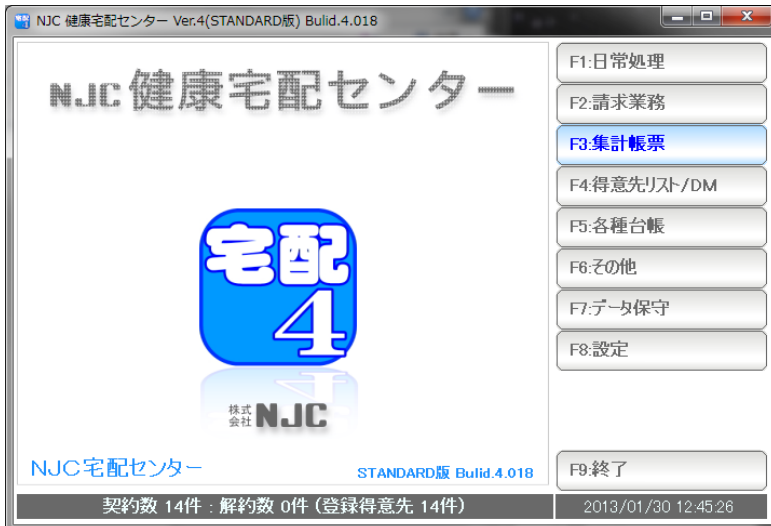 NJC 健康宅配センター Ver.4(STANDARD版) Bulid.4.018
NJC 健康宅配センター
宅配
4
株式会社 NJC
NJC宅配センター
STANDARD版 Bulid.4.018
F1:日常処理
F2:請求業務
F3:集計帳票
F4:得意先リスト/DM
F5:各種台帳
F6:その他
F7:データ保守
F8:設定
F9:終了
契約数 14件 : 解約数 0件 (登録得意先 14件)
2013/01/30 12:45:26